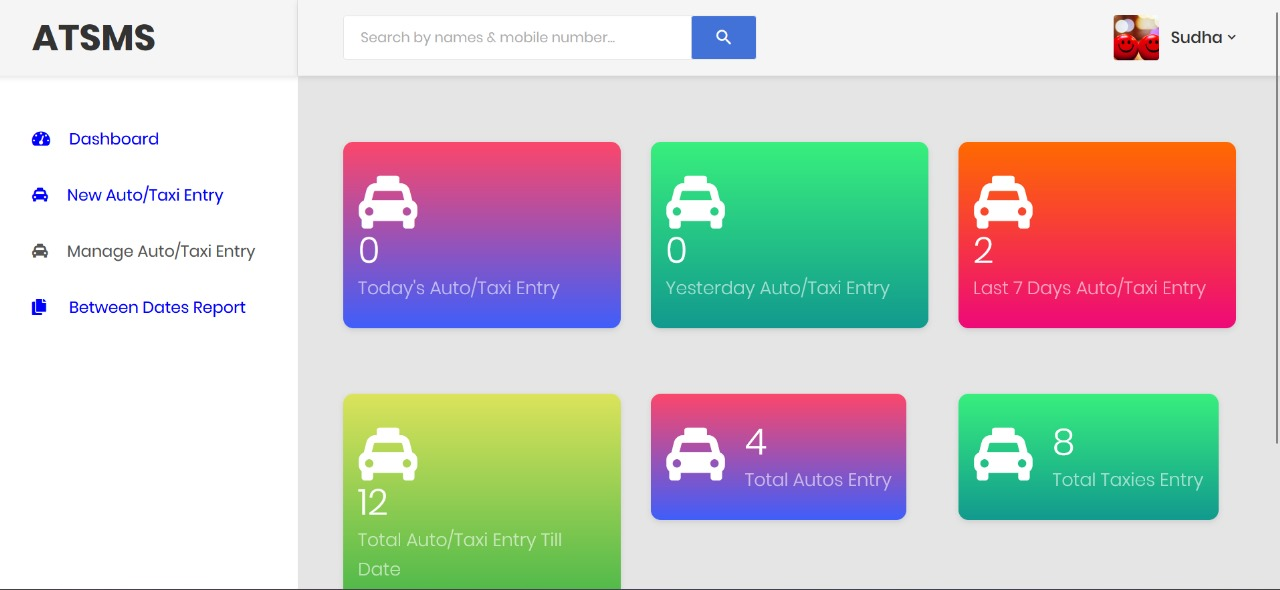 ATSMS
Search by names & mobile number...
Sudha
Dashboard
New Auto/Taxi Entry
Manage Auto/Taxi Entry
Between Dates Report
0
Today's Auto/Taxi Entry
0
Yesterday Auto/Taxi Entry
2
Last 7 Days Auto/Taxi Entry
12
Total Auto/Taxi Entry Till
Date
4
Total Autos Entry
8
Total Taxies Entry